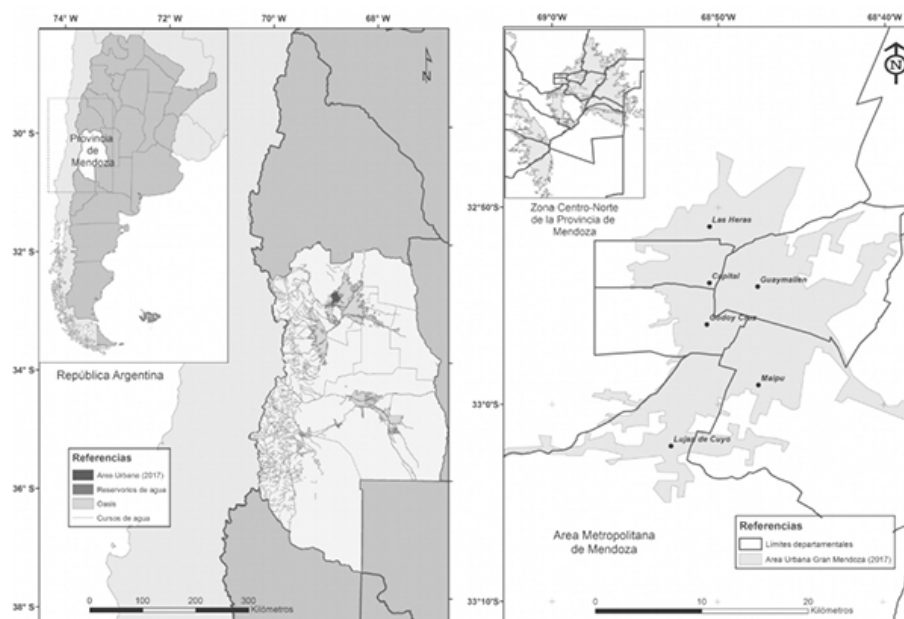 74°W 72°W 70°W 68°W
30°S
32°S
34°S
36°S
38°S
N
Provincia
de
Mendoza
República Argentina
Referencias
Area Urbana (2017)
Reservorios de agua
Oasis
Cursos de agua
0 100 200 300
Kilómetros
69°0'W 68°50'W 68°40'W
32°50'S
33°0'S
33°10'S
N
Zona Centro-Norte
de la Provincia de
Mendoza
Las Heras
Capital
Guaymallen
Godoy Cruz
Maipu
Lujan de Cuyo
Area Metropolitana
de Mendoza
Referencias
Límites departamentales
Area Urbana Gran Mendoza (2017)
0 10 20
Kilómetros